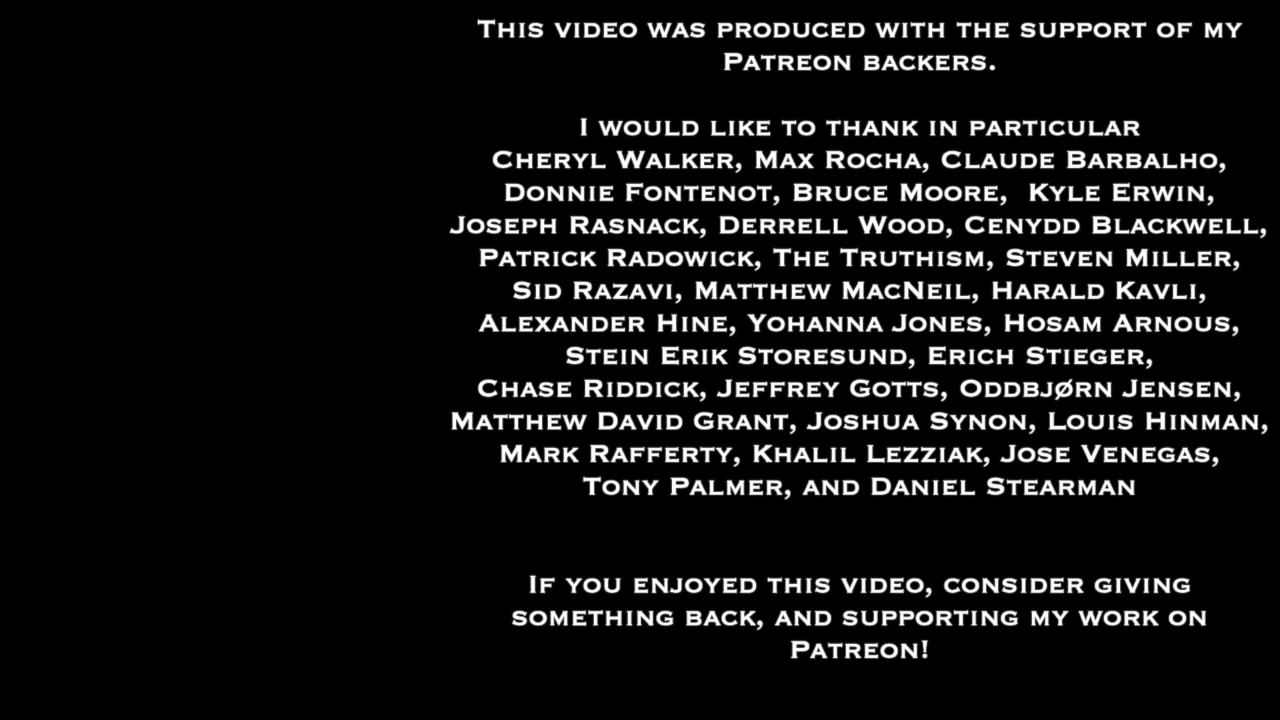 This video was produced with the support of my
Patreon backers.
I would like to thank in particular
Cheryl Walker, Max Rocha, Claude Barbalho,
Donnie Fontenot, Bruce Moore, Kyle Erwin,
Joseph Rasnack, Derrell Wood, Cenydd Blackwell,
Patrick Radowick, The Truthism, Steven Miller,
Sid Razavi, Matthew MacNeil, Harald Kavli,
Alexander Hine, Yohanna Jones, Hosam Arnous,
Stein Erik Storesund, Erich Stieger,
Chase Riddick, Jeffrey Gotts, Oddbjørn Jensen,
Matthew David Grant, Joshua Synon, Louis Hinman,
Mark Rafferty, Khalil Lezziak, Jose Venegas,
Tony Palmer, and Daniel Stearman
If you enjoyed this video, consider giving
something back, and supporting my work on
Patreon!